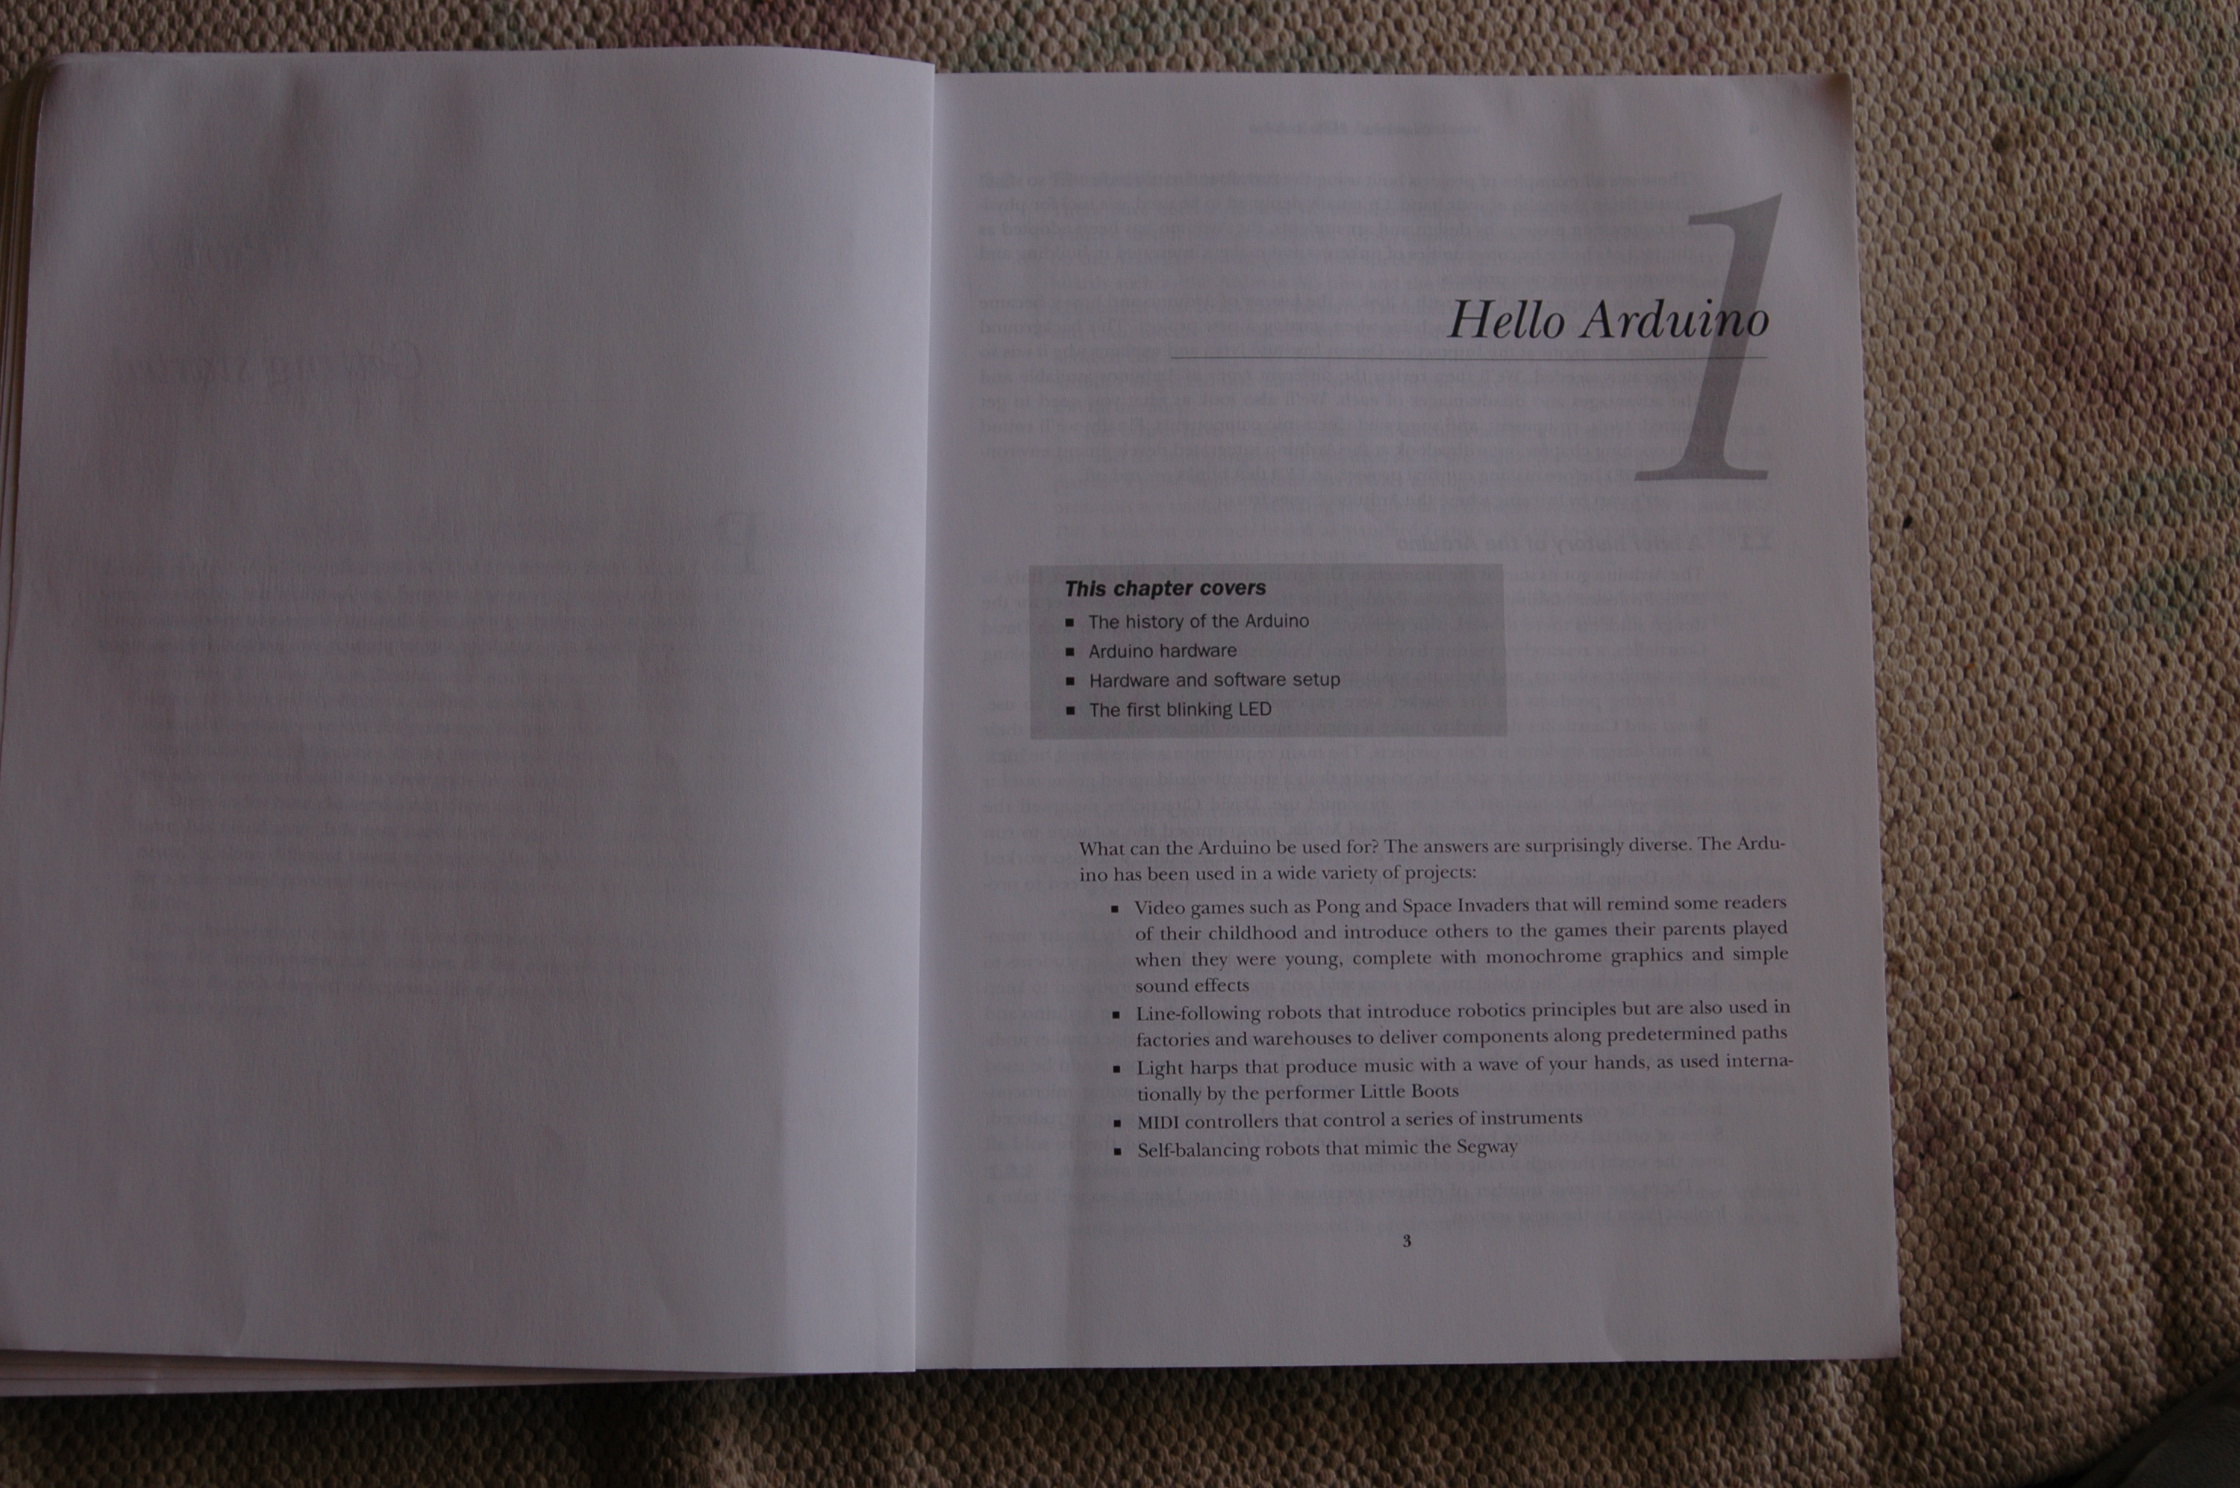 1
Hello Arduino
This chapter covers
■ The history of the Arduino
■ Arduino hardware
■ Hardware and software setup
■ The first blinking LED
What can the Arduino be used for? The answers are surprisingly diverse. The Ardu-
ino has been used in a wide variety of projects:
■ Video games such as Pong and Space Invaders that will remind some readers
of their childhood and introduce others to the games their parents played
when they were young, complete with monochrome graphics and simple
sound effects
■ Line-following robots that introduce robotics principles but are also used in
factories and warehouses to deliver components along predetermined paths
■ Light harps that produce music with a wave of your hands, as used interna-
tionally by the performer Little Boots
■ MIDI controllers that control a series of instruments
■ Self-balancing robots that mimic the Segway
3